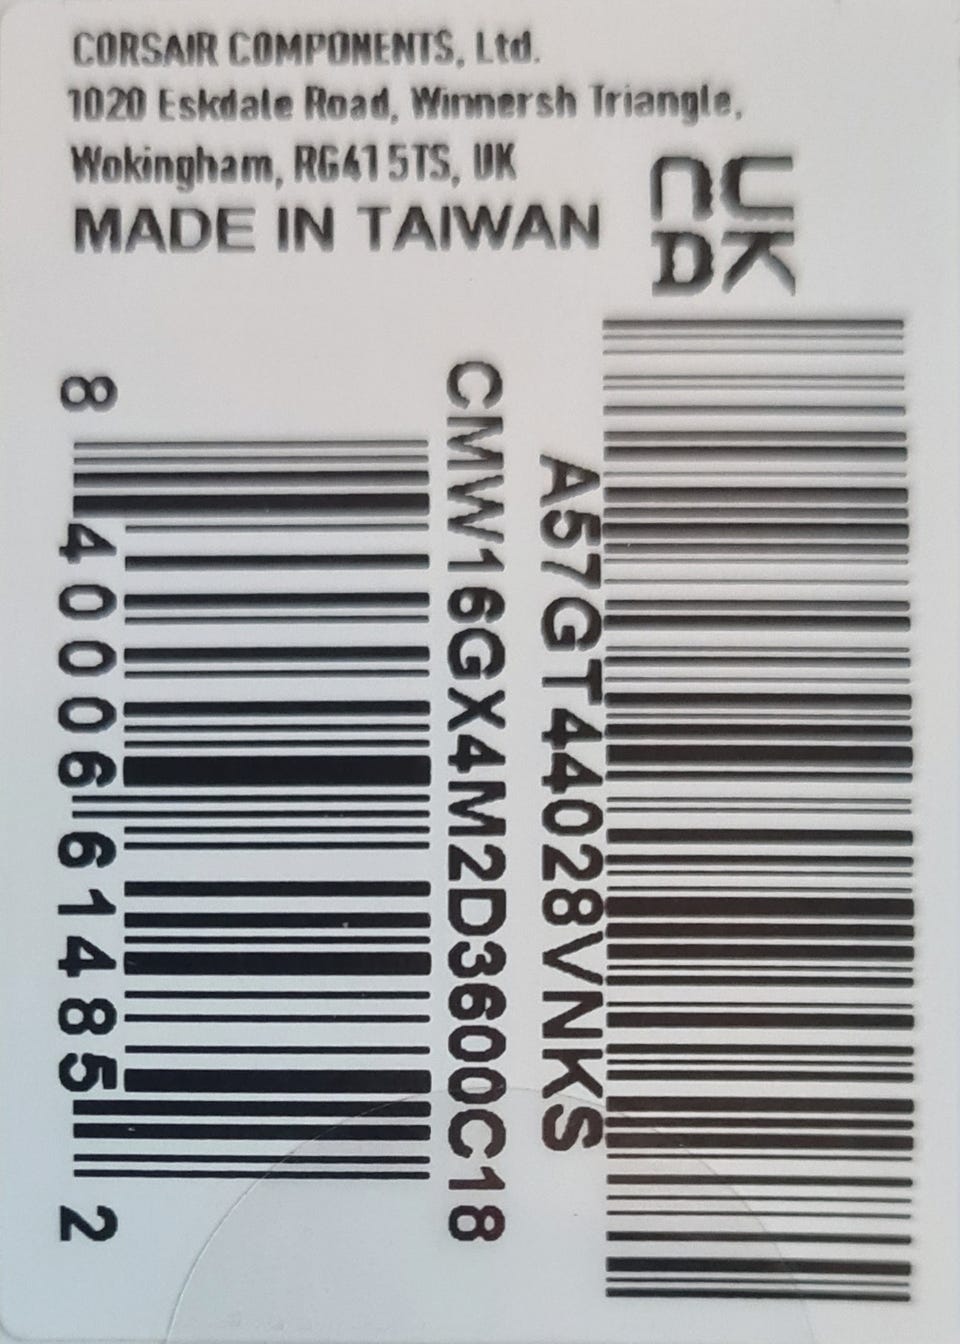 CORSAIR COMPONENTS, Ltd.
1020 Eskdale Road, Winnersh Triangle,
Wokingham, RG41 5TS, UK
MADE IN TAIWAN
UK
CA
A57GT44028VNKS
CMW16GX4M2D3600C18
8 40006 61485 2